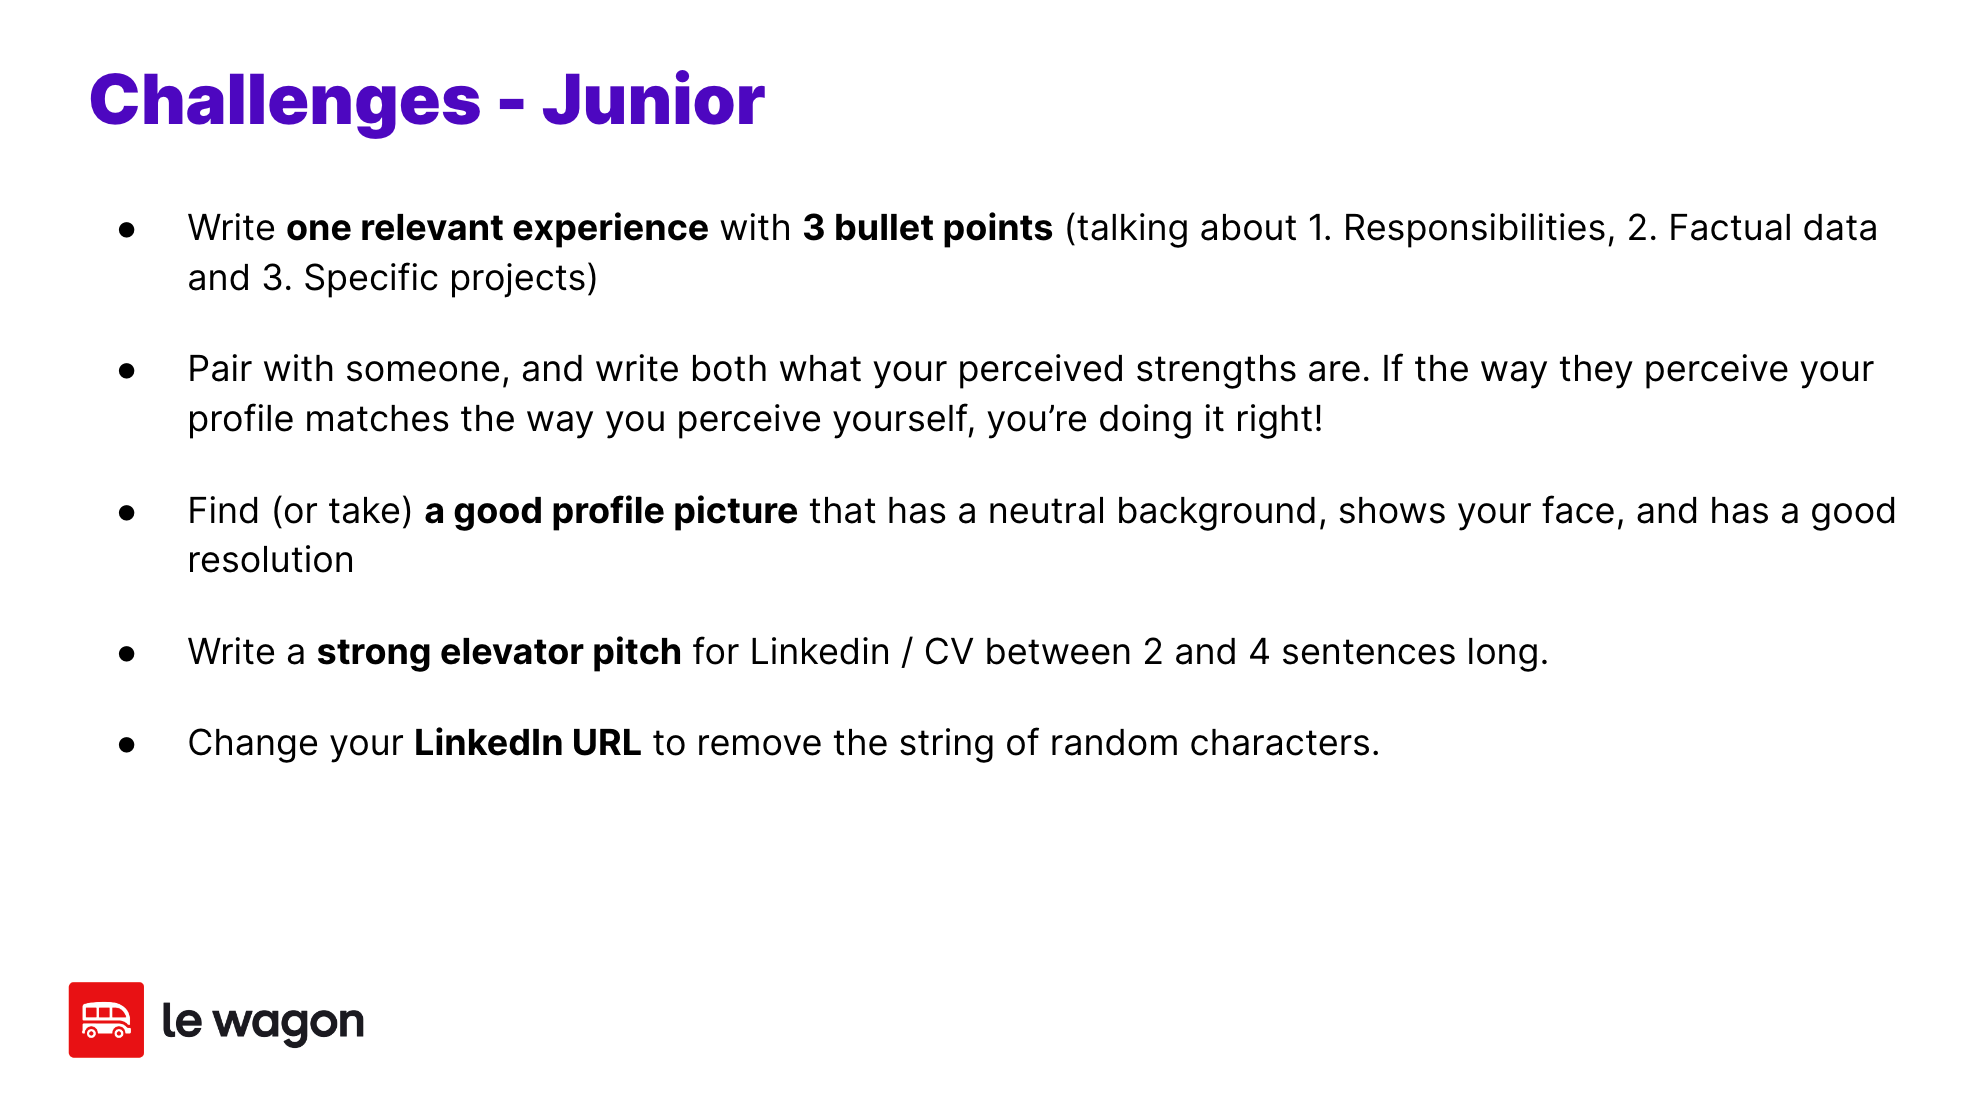 Challenges - Junior
● Write one relevant experience with 3 bullet points (talking about 1. Responsibilities, 2. Factual data
and 3. Specific projects)
● Pair with someone, and write both what your perceived strengths are. If the way they perceive your
profile matches the way you perceive yourself, you’re doing it right!
● Find (or take) a good profile picture that has a neutral background, shows your face, and has a good
resolution
● Write a strong elevator pitch for Linkedin / CV between 2 and 4 sentences long.
● Change your LinkedIn URL to remove the string of random characters.
le wagon